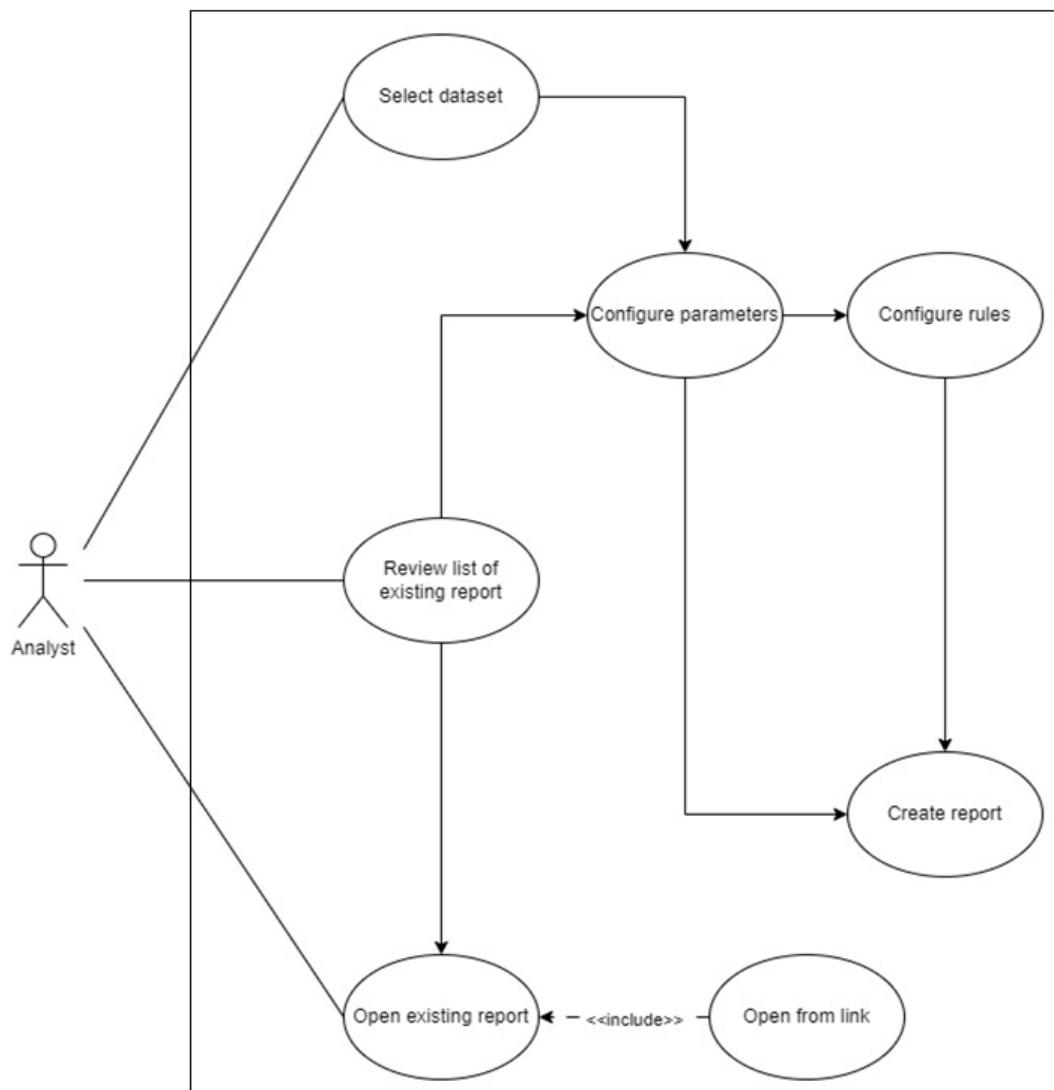 Select dataset
Configure parameters
Configure rules
Review list of
existing report
Analyst
Create report
Open existing report
<<include>>
Open from link